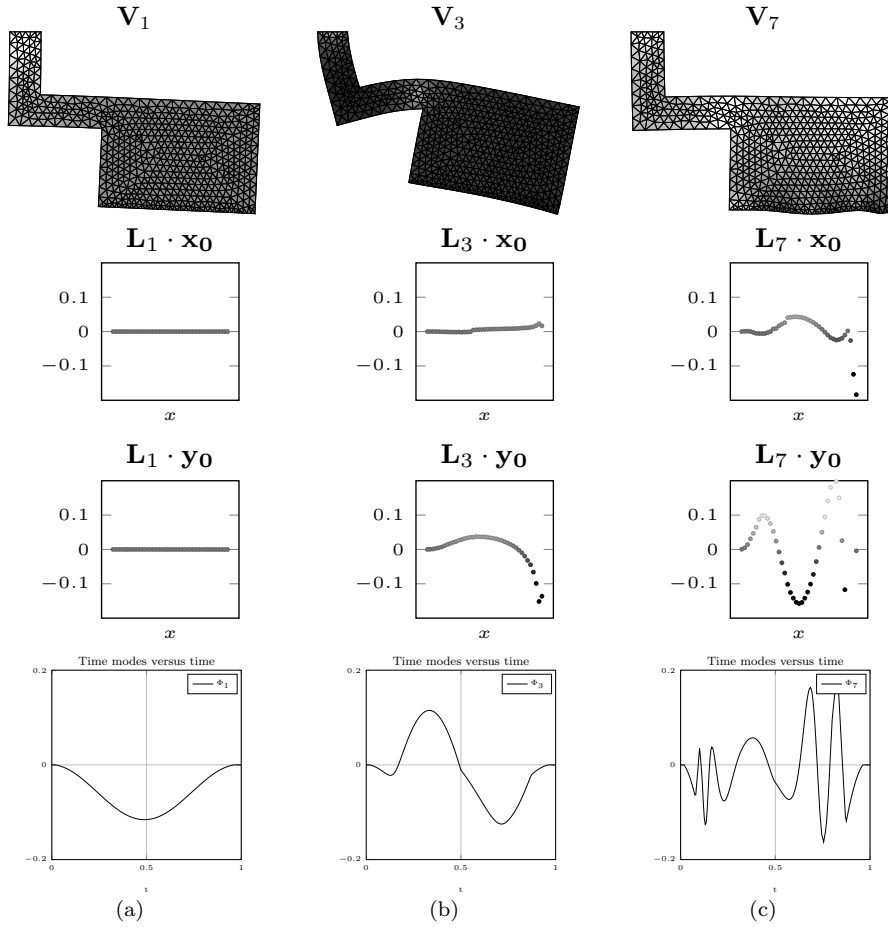 V₁ V₃ V₇
L₁ · x₀ L₃ · x₀ L₇ · x₀
0.1 0.1 0.1
0 0 0
−0.1 −0.1 −0.1
x x x
L₁ · y₀ L₃ · y₀ L₇ · y₀
0.1 0.1 0.1
0 0 0
−0.1 −0.1 −0.1
x x x
Time modes versus time Time modes versus time Time modes versus time
0.2 0.2 0.2
Φ₁ Φ₃ Φ₇
0 0 0
−0.2 −0.2 −0.2
0 0.5 1 0 0.5 1 0 0.5 1
t t t
(a) (b) (c)